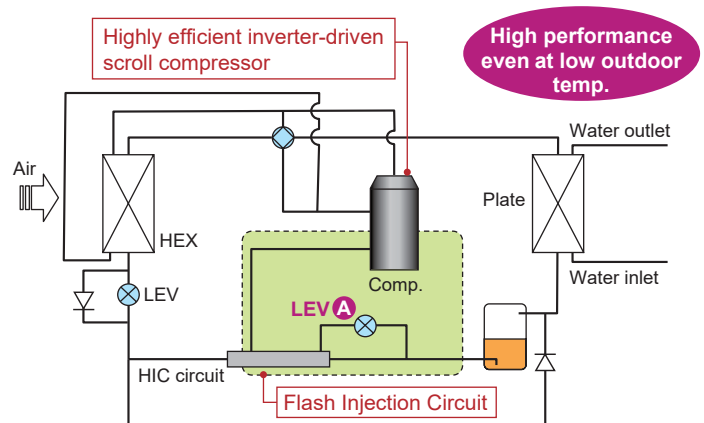 Highly efficient inverter-driven
scroll compressor
High performance
even at low outdoor
temp.
Water outlet
Air
Plate
HEX
Water inlet
Comp.
LEV
LEV A
HIC circuit
Flash Injection Circuit